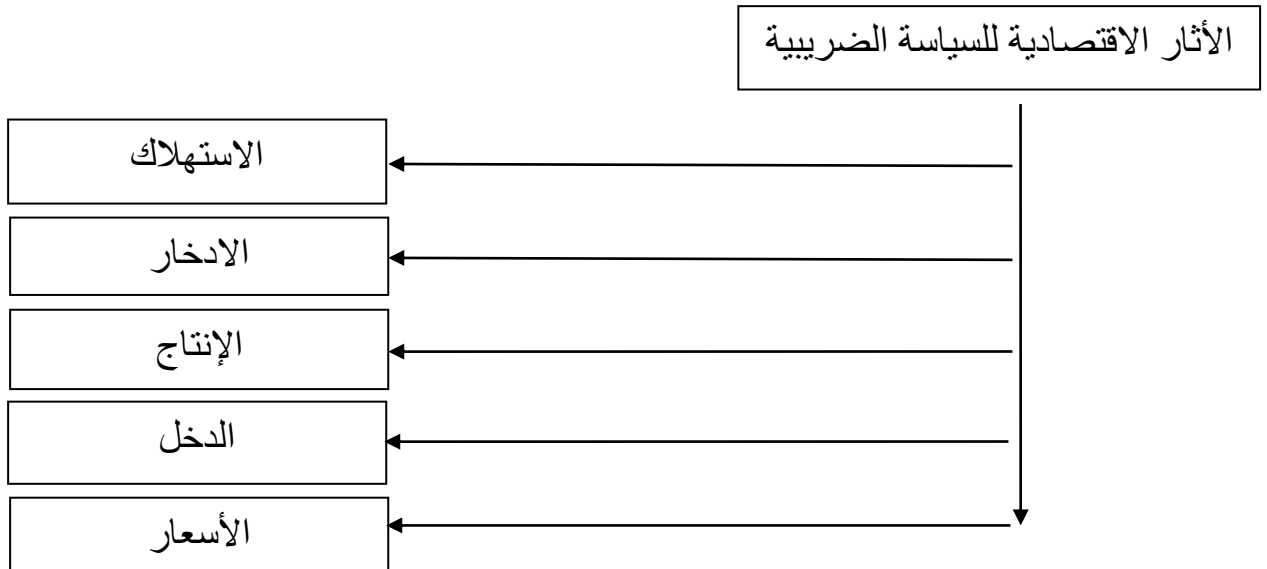 الأثار الاقتصادية للسياسة الضريبية
الاستهلاك
الادخار
الإنتاج
الدخل
الأسعار